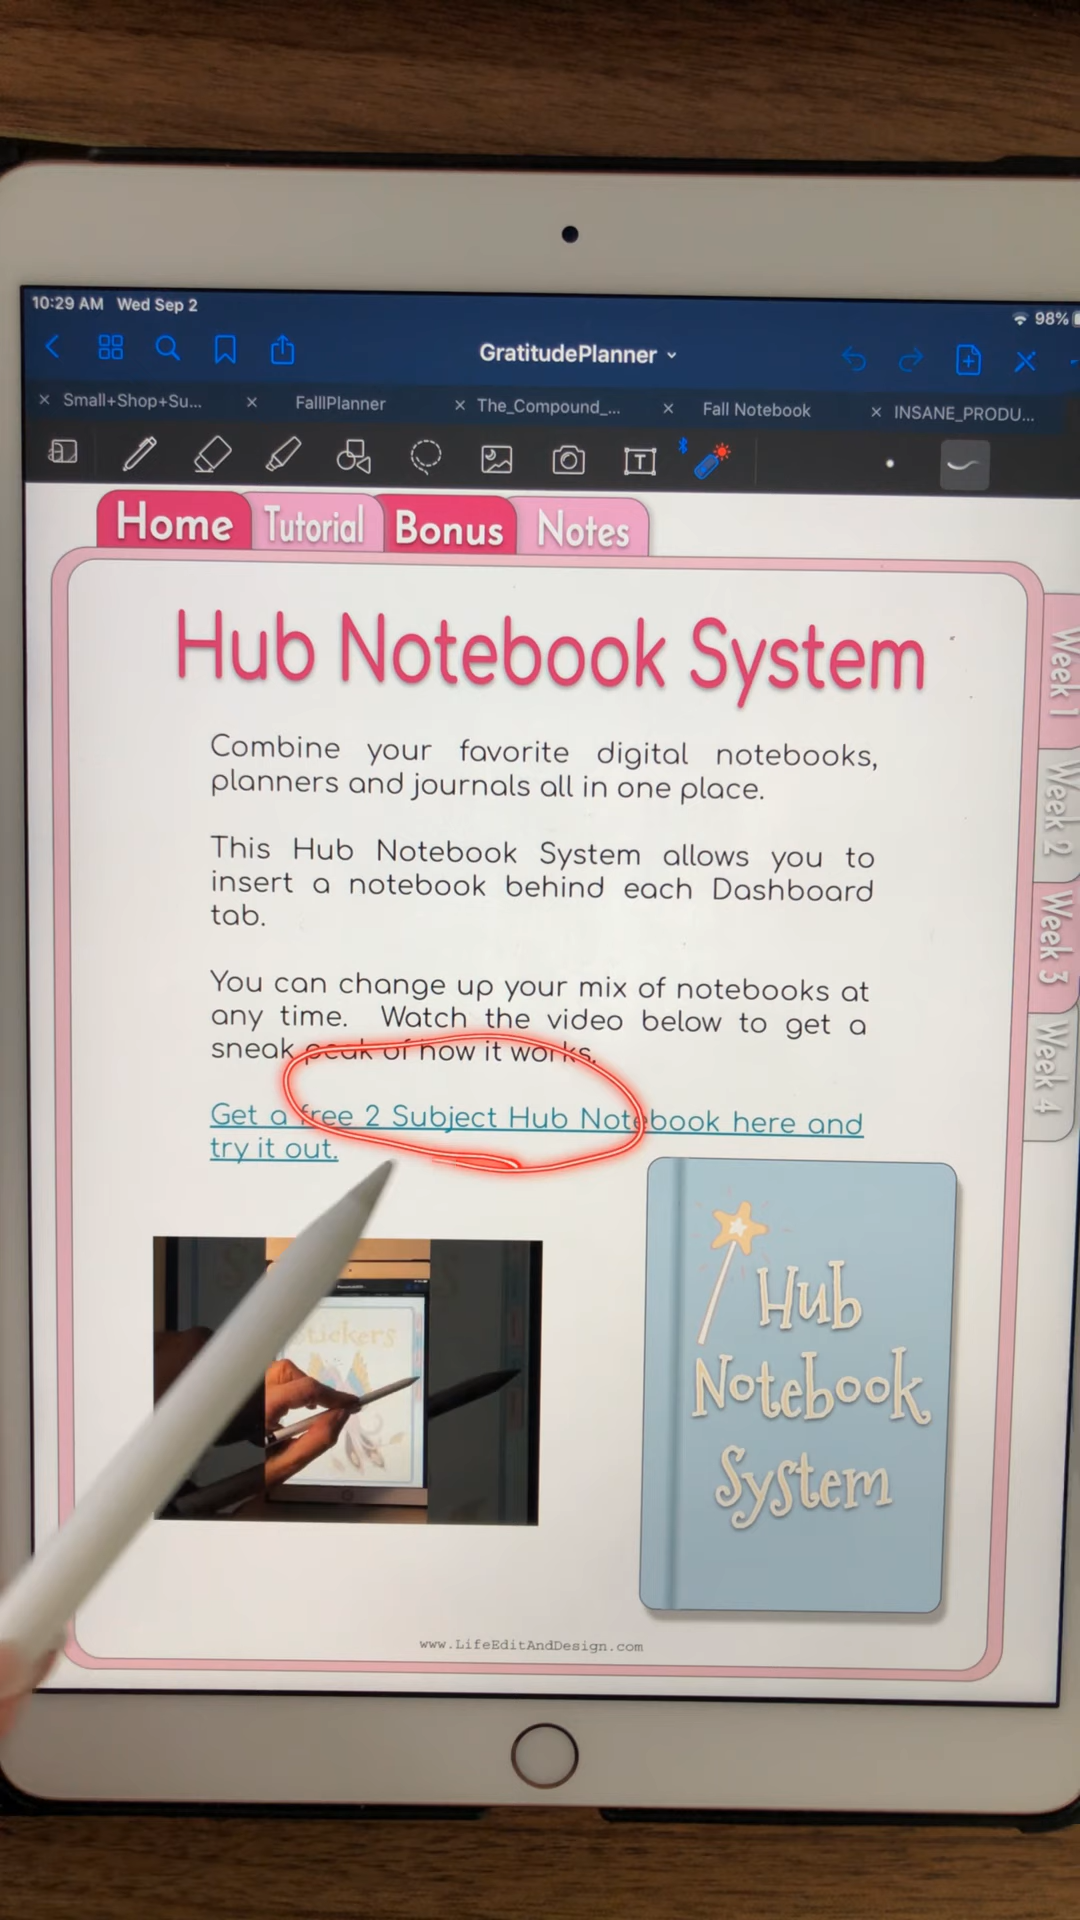 10:29 AM Wed Sep 2
98%
GratitudePlanner
Small+Shop+Su...
FalllPlanner
The_Compound_...
Fall Notebook
INSANE_PRODU...
Home Tutorial Bonus Notes
Hub Notebook System
Combine your favorite digital notebooks,
planners and journals all in one place.
This Hub Notebook System allows you to
insert a notebook behind each Dashboard
tab.
You can change up your mix of notebooks at
any time. Watch the video below to get a
sneak peak of how it works.
Get a free 2 Subject Hub Notebook here and
try it out.
Week 1
Week 2
Week 3
Week 4
Stickers
Hub
Notebook
System
www.LifeEditAndDesign.com